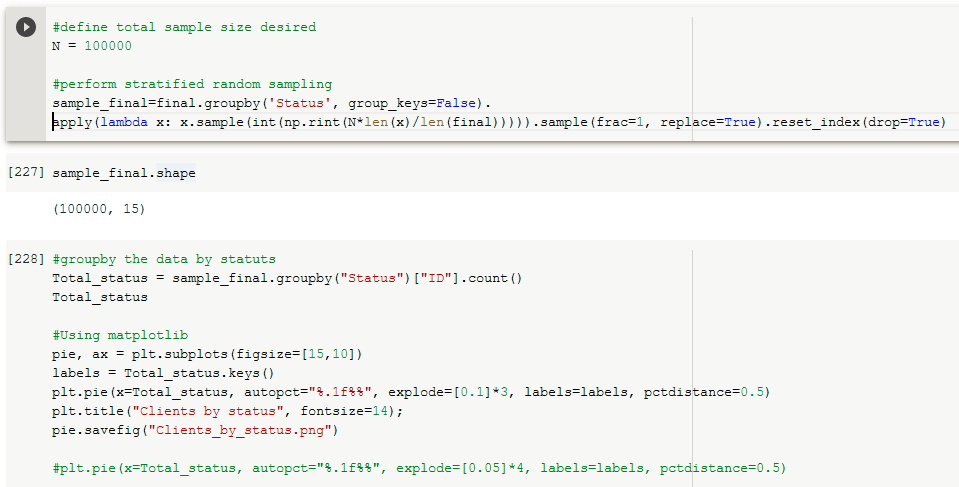 #define total sample size desired
N = 100000
#perform stratified random sampling
sample_final=final.groupby('Status', group_keys=False).
apply(lambda x: x.sample(int(np.rint(N*len(x)/len(final))))).sample(frac=1, replace=True).reset_index(drop=True)
[227] sample_final.shape
(100000, 15)
[228] #groupby the data by statuts
Total_status = sample_final.groupby("Status")["ID"].count()
Total_status
#Using matplotlib
pie, ax = plt.subplots(figsize=[15,10])
labels = Total_status.keys()
plt.pie(x=Total_status, autopct="%.1f%%", explode=[0.1]*3, labels=labels, pctdistance=0.5)
plt.title("Clients by status", fontsize=14);
pie.savefig("Clients_by_status.png")
#plt.pie(x=Total_status, autopct="%.1f%%", explode=[0.05]*4, labels=labels, pctdistance=0.5)